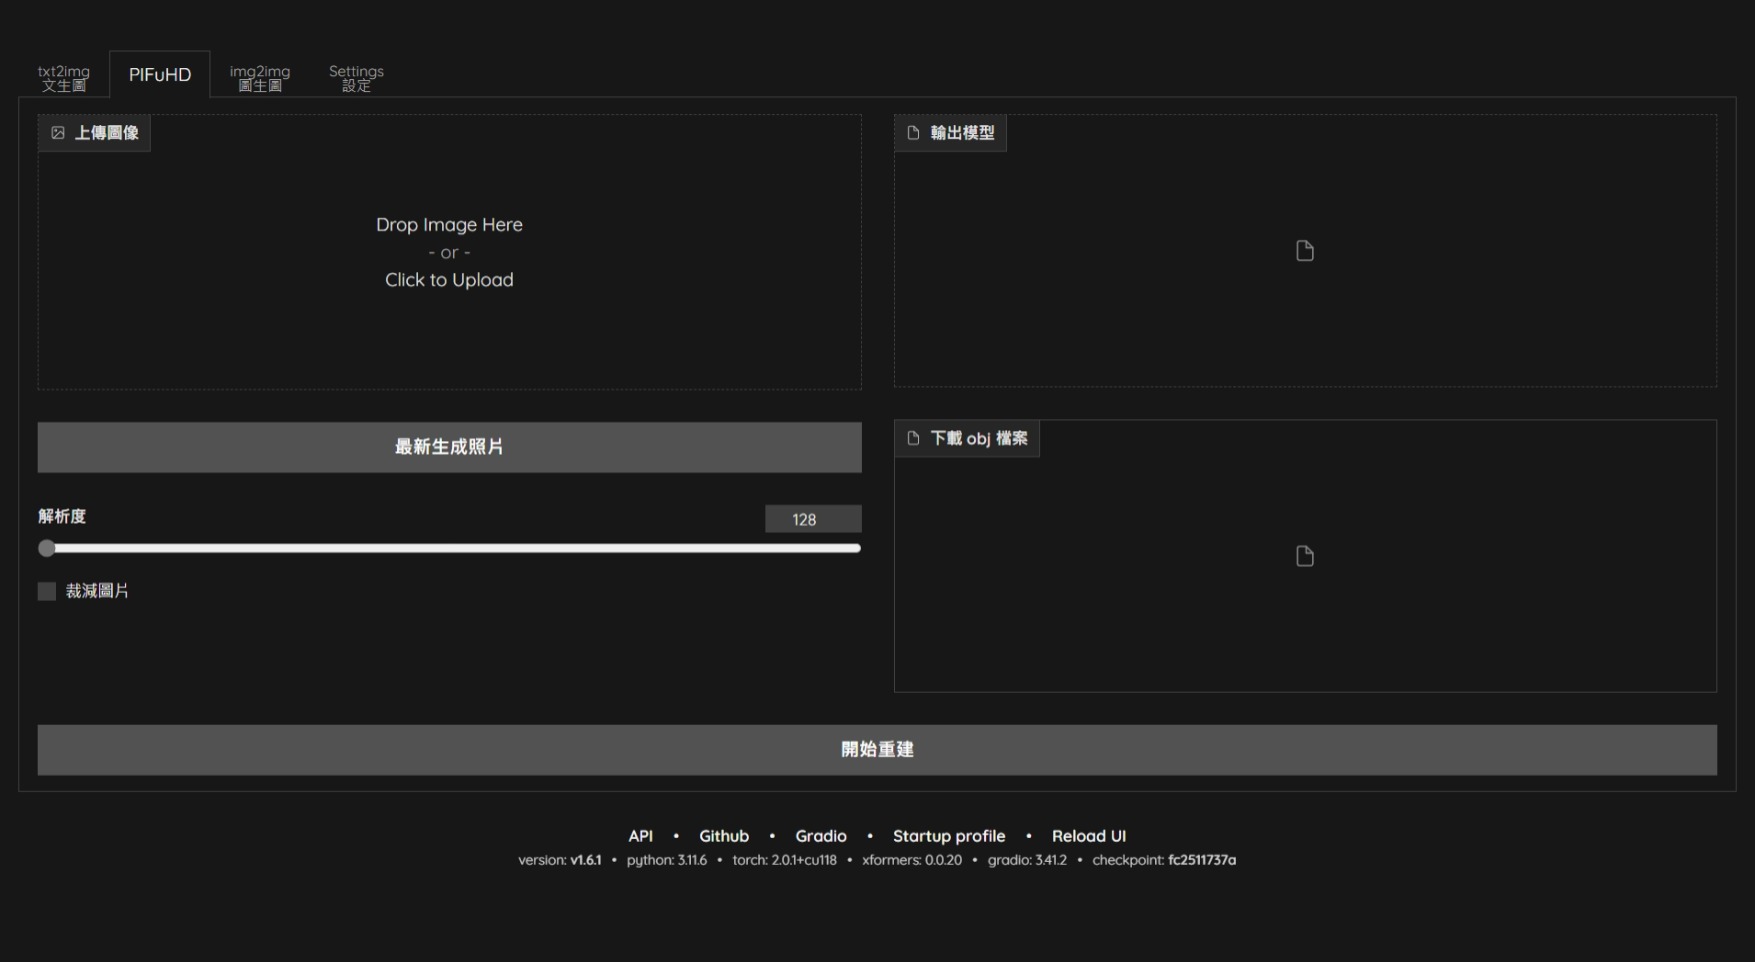 txt2img
文生圖
PIFuHD
img2img
圖生圖
Settings
設定
上傳圖像
Drop Image Here
- or -
Click to Upload
最新生成照片
解析度
128
裁減圖片
輸出模型
下載 obj 檔案
開始重建
API • Github • Gradio • Startup profile • Reload UI
version: v1.6.1 • python: 3.11.6 • torch: 2.0.1+cu118 • xformers: 0.0.20 • gradio: 3.41.2 • checkpoint: fc2511737a